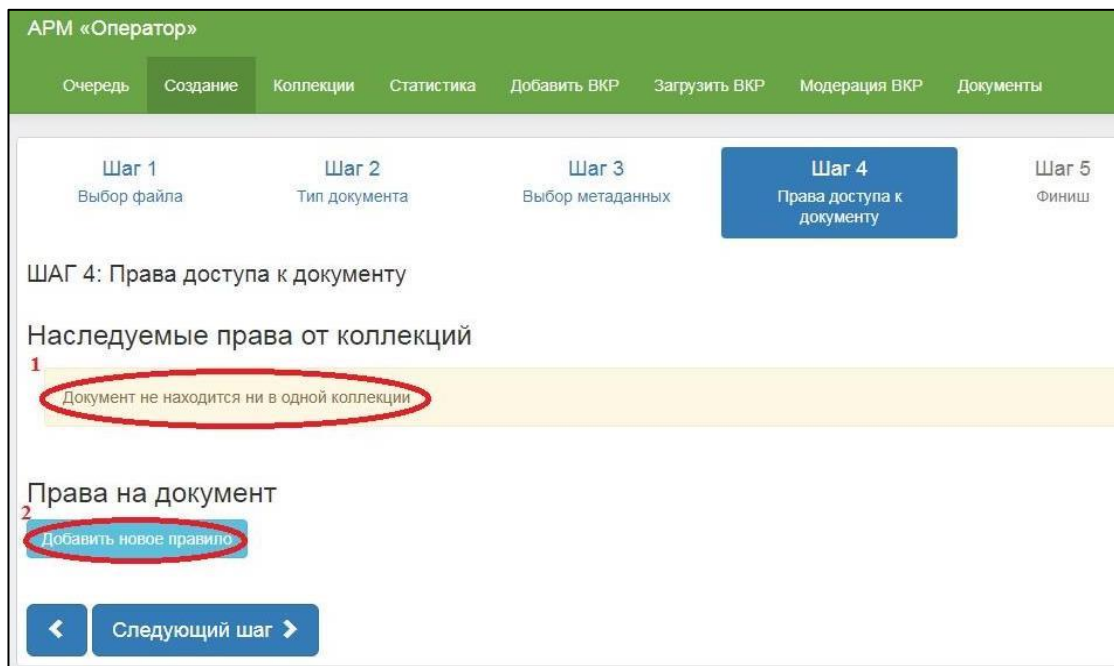 АРМ «Оператор»
Очередь Создание Коллекции Статистика Добавить ВКР Загрузить ВКР Модерация ВКР Документы
Шаг 1 Шаг 2 Шаг 3 Шаг 4 Шаг 5
Выбор файла Тип документа Выбор метаданных Права доступа к Финиш
документу
ШАГ 4: Права доступа к документу
Наследуемые права от коллекций
1
Документ не находится ни в одной коллекции
Права на документ
2
Добавить новое правило
Следующий шаг